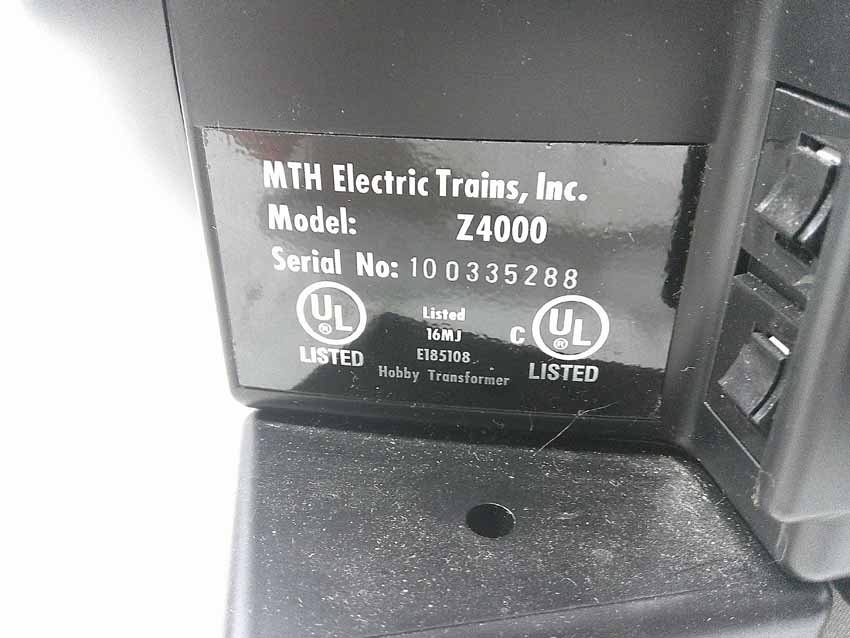 MTH Electric Trains, Inc.
Model: Z4000
Serial No: 100335288
UL ® LISTED
Listed
16MJ
E185108
Hobby Transformer
C UL ® LISTED